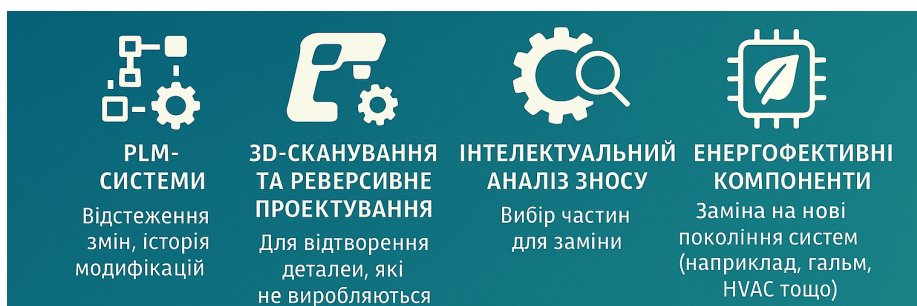 PLM-
СИСТЕМИ
Відстеження
змін, історія
модифікацій
3D-СКАНУВАННЯ
ТА РЕВЕРСИВНЕ
ПРОЕКТУВАННЯ
Для відтворення
деталеи, які
не виробляються
ІНТЕЛЕКТУАЛЬНИЙ
АНАЛІЗ ЗНОСУ
Вибір частин
для заміни
ЕНЕРГОФЕКТИВНІ
КОМПОНЕНТИ
Заміна на нові
покоління систем
(наприклад, гальм,
HVAC тощо)